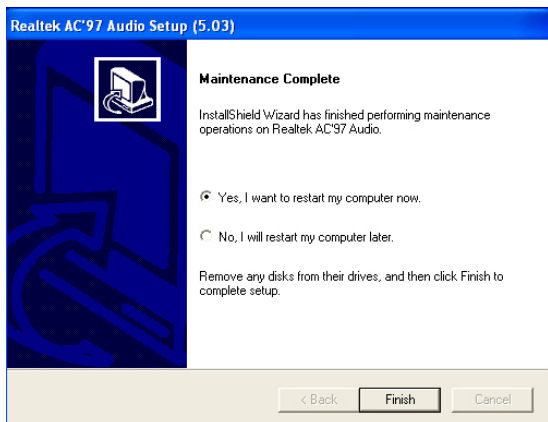 Realtek AC'97 Audio Setup (5.03)
Maintenance Complete
InstallShield Wizard has finished performing maintenance
operations on Realtek AC'97 Audio.
Yes, I want to restart my computer now.
No, I will restart my computer later.
Remove any disks from their drives, and then click Finish to
complete setup.
< Back Finish Cancel